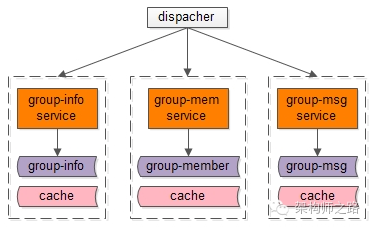 dispacher
group-info
service
group-mem
service
group-msg
service
group-info
group-member
group-msg
cache
cache
cache
架构师之路